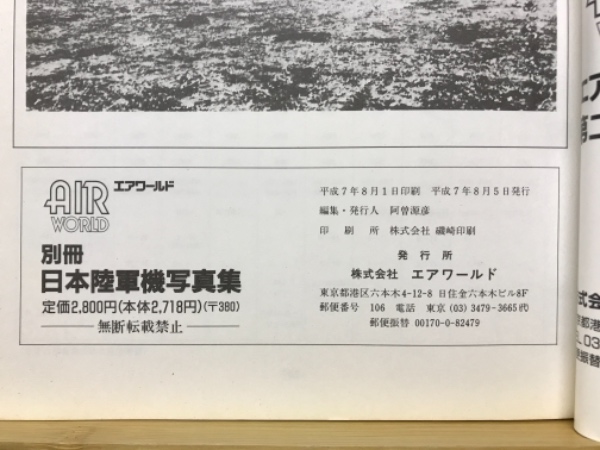 AIR WORLD エアワールド
別冊
日本陸軍機写真集
定価2,800円(本体2,718円)(〒380)
無断転載禁止
平成7年8月1日印刷 平成7年8月5日発行
編集・発行人 阿曽源彦
印刷所 株式会社 磯崎印刷
発行所
株式会社 エアワールド
東京都港区六本木4-12-8 日住金六本木ビル8F
郵便番号 106 電話 東京(03)3479-3665㈹
郵便振替 00170-0-82479